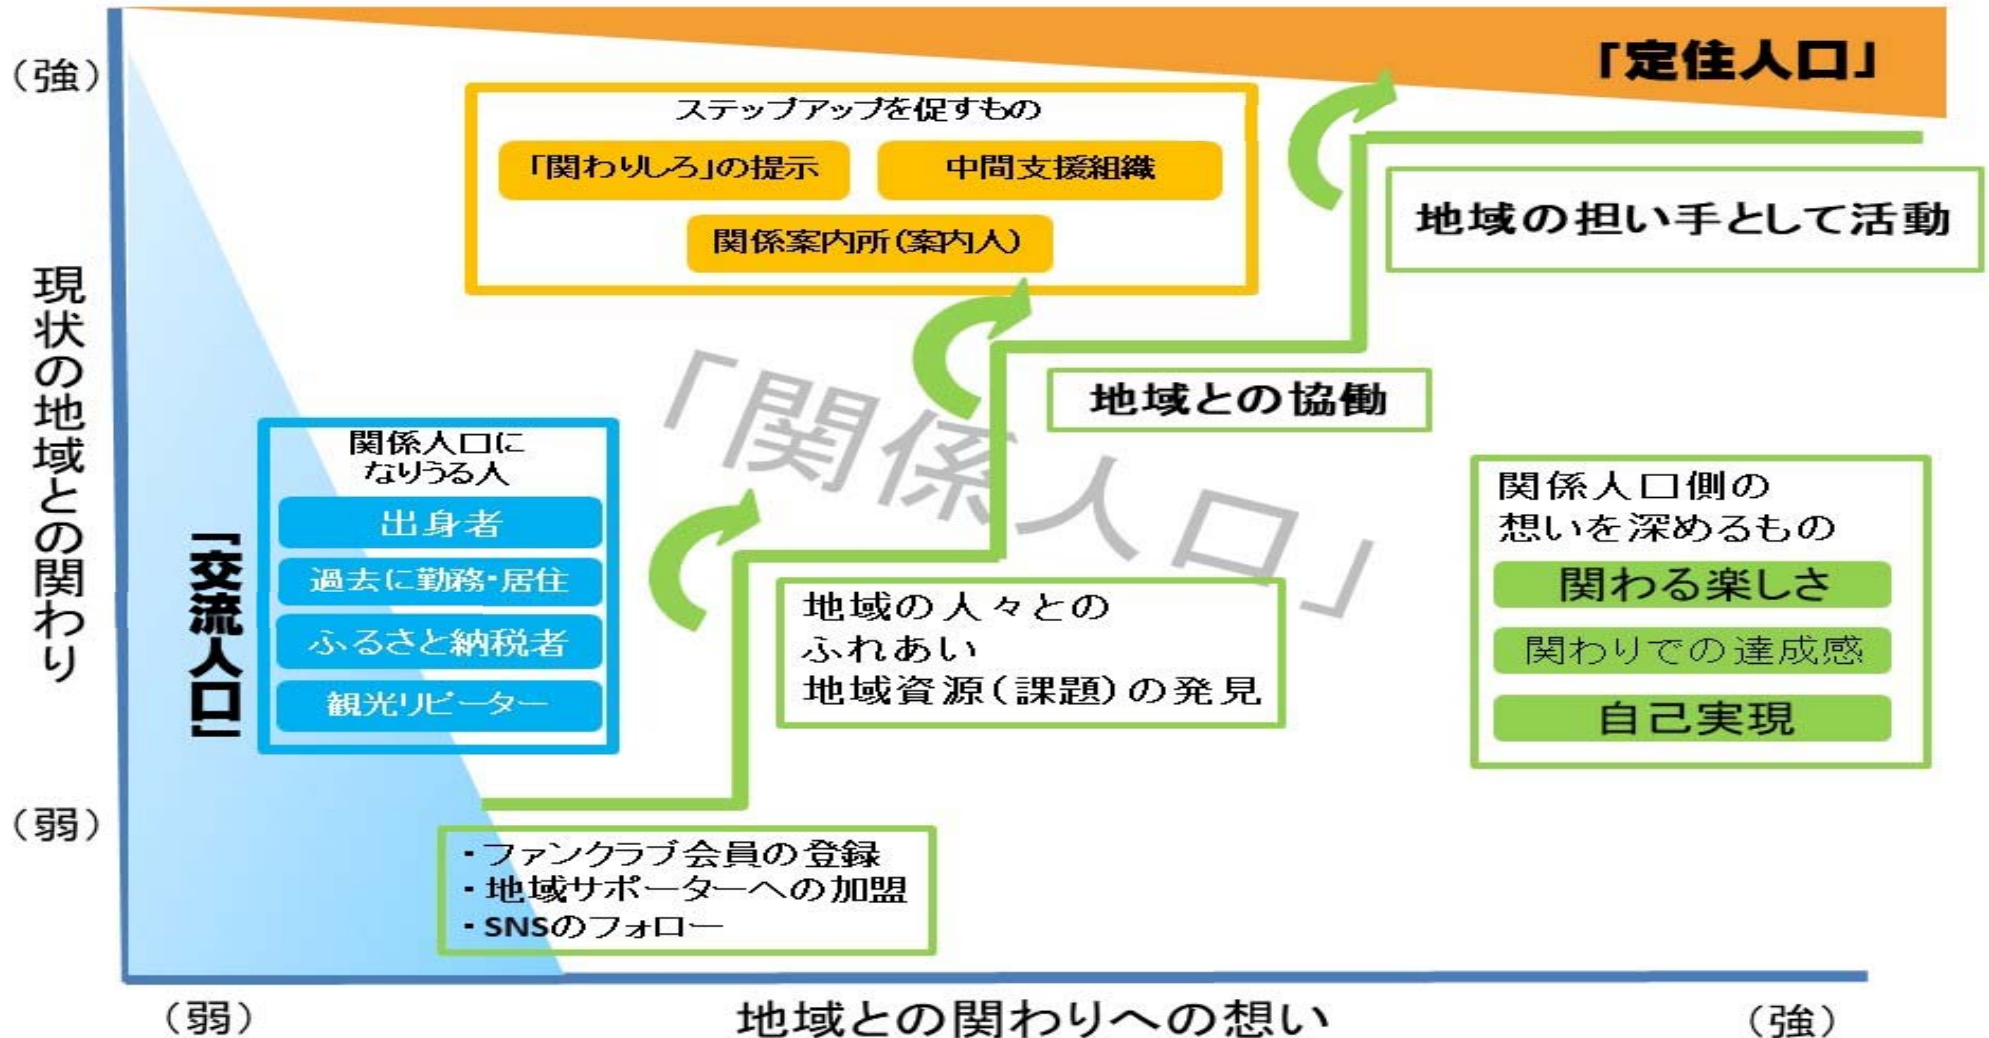 (強)
「定住人口」
ステップアップを促すもの
「関わりしろ」の提示
中間支援組織
関係案内所(案内人)
地域の担い手として活動
現状の地域との関わり
「関係人口」
地域との協働
関係人口に
なりうる人
出身者
過去に勤務・居住
ふるさと納税者
観光リピーター
「交流人口」
地域の人々との
ふれあい
地域資源(課題)の発見
関係人口側の
想いを深めるもの
関わる楽しさ
関わりでの達成感
自己実現
(弱)
・ファンクラブ会員の登録
・地域サポーターへの加盟
・SNSのフォロー
(弱)
地域との関わりへの想い
(強)